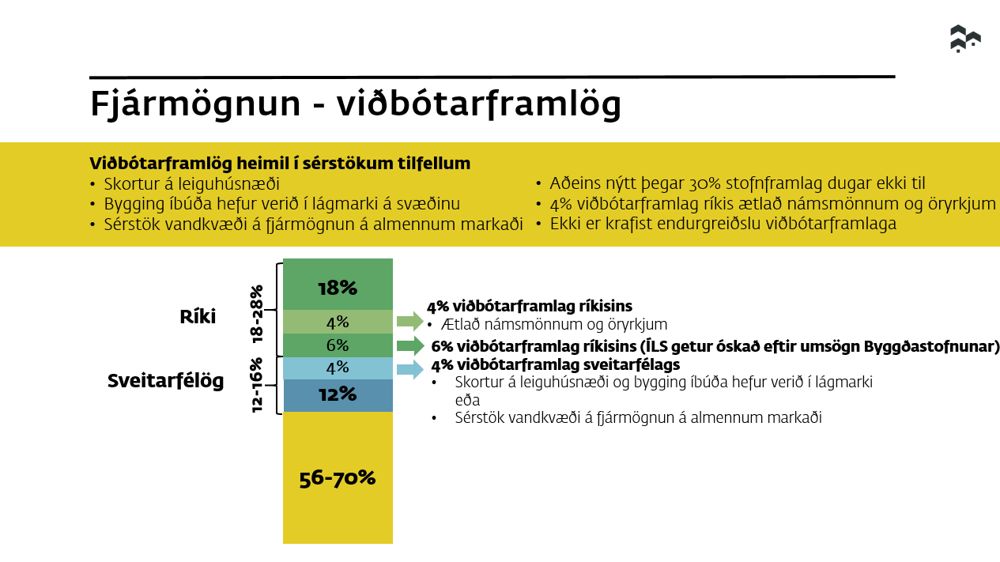 Fjármögnun - viðbótarframlög
Viðbótarframlög heimil í sérstökum tilfellum
• Skortur á leiguhúsnæði
• Bygging íbúða hefur verið í lágmarki á svæðinu
• Sérstök vandkvæði á fjármögnun á almennum markaði
• Aðeins nýtt þegar 30% stofnframlag dugar ekki til
• 4% viðbótarframlag ríkis ætlað námsmönnum og öryrkjum
• Ekki er krafist endurgreiðslu viðbótarframlaga
Ríki
18-28%
Sveitarfélög
12-16%
18%
4%
6%
4%
12%
56-70%
4% viðbótarframlag ríkisins
• Ætlað námsmönnum og öryrkjum
6% viðbótarframlag ríkisins (ÍLS getur óskað eftir umsögn Byggðastofnunar)
4% viðbótarframlag sveitarfélags
• Skortur á leiguhúsnæði og bygging íbúða hefur verið í lágmarki
eða
• Sérstök vandkvæði á fjármögnun á almennum markaði